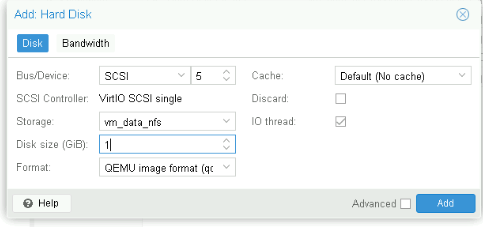 Add: Hard Disk
Disk Bandwidth
Bus/Device: SCSI 5 Cache: Default (No cache)
SCSI Controller: VirtIO SCSI single Discard:
Storage: vm_data_nfs IO thread:
Disk size (GiB): 1
Format: QEMU image format (qc
Help Advanced Add